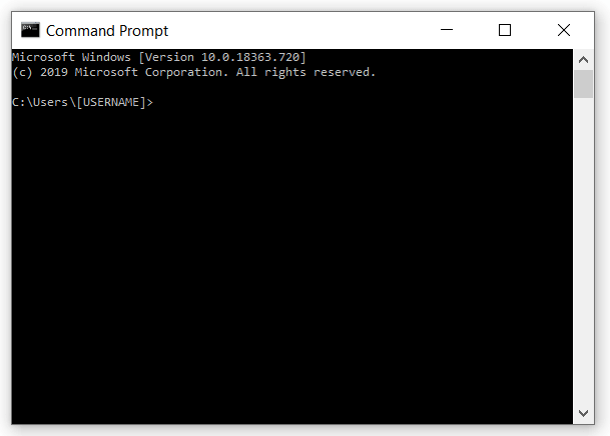 Command Prompt
Microsoft Windows [Version 10.0.18363.720]
(c) 2019 Microsoft Corporation. All rights reserved.
C:\Users\[USERNAME]>